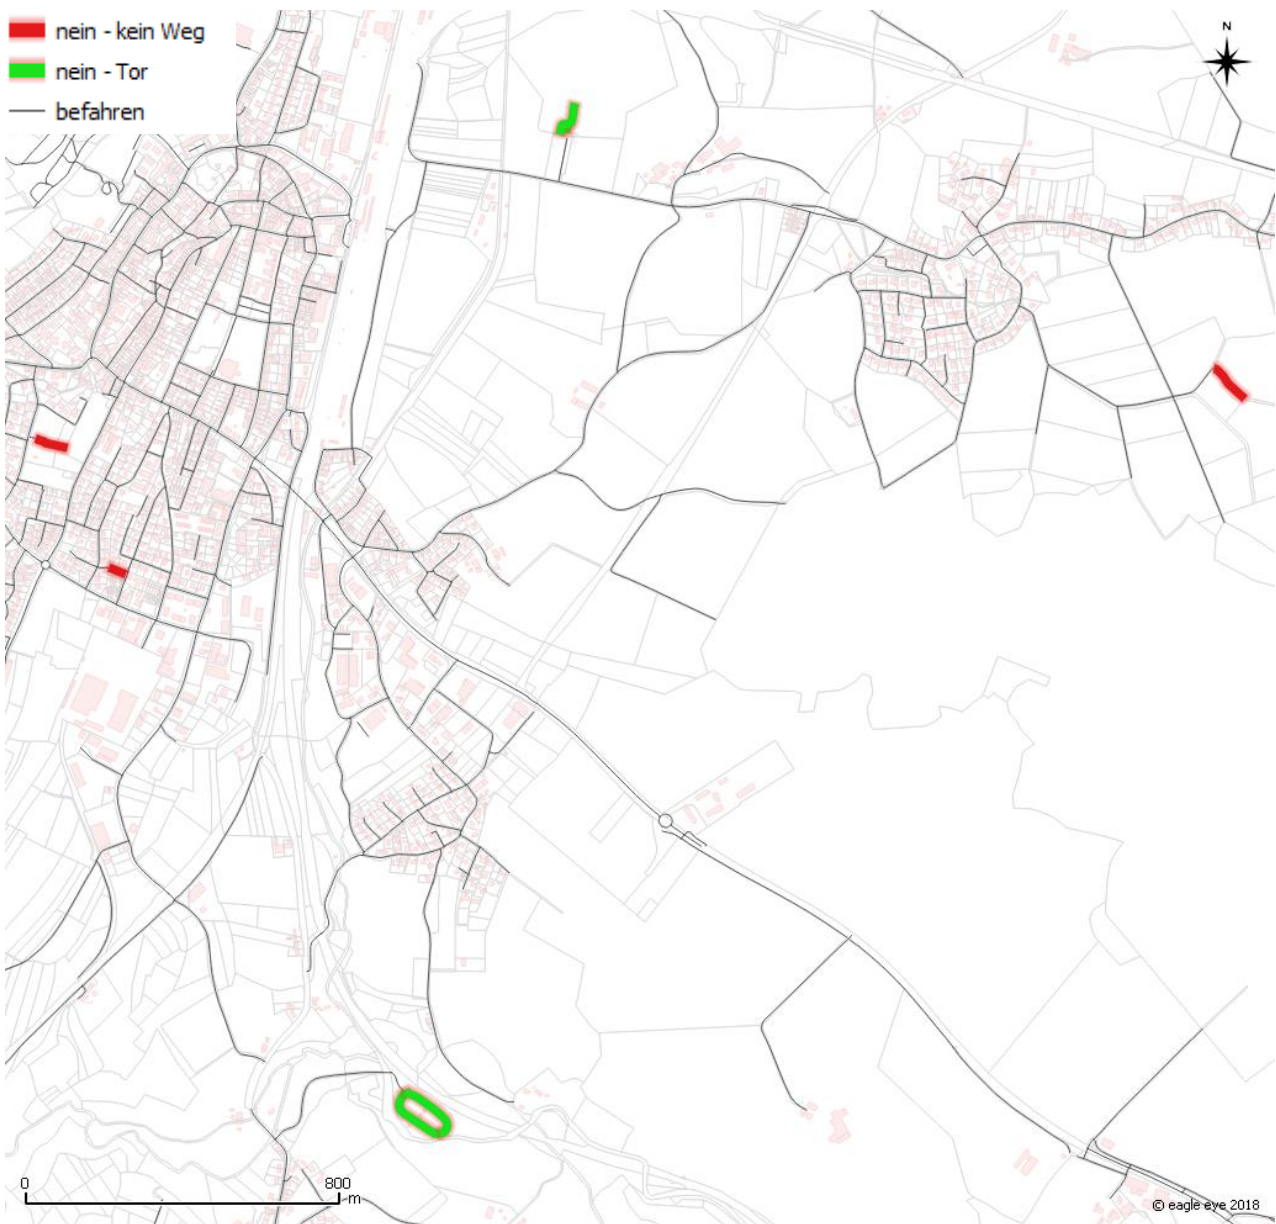 nein - kein Weg
nein - Tor
befahren
N
0 800
m
© eagle eye 2018